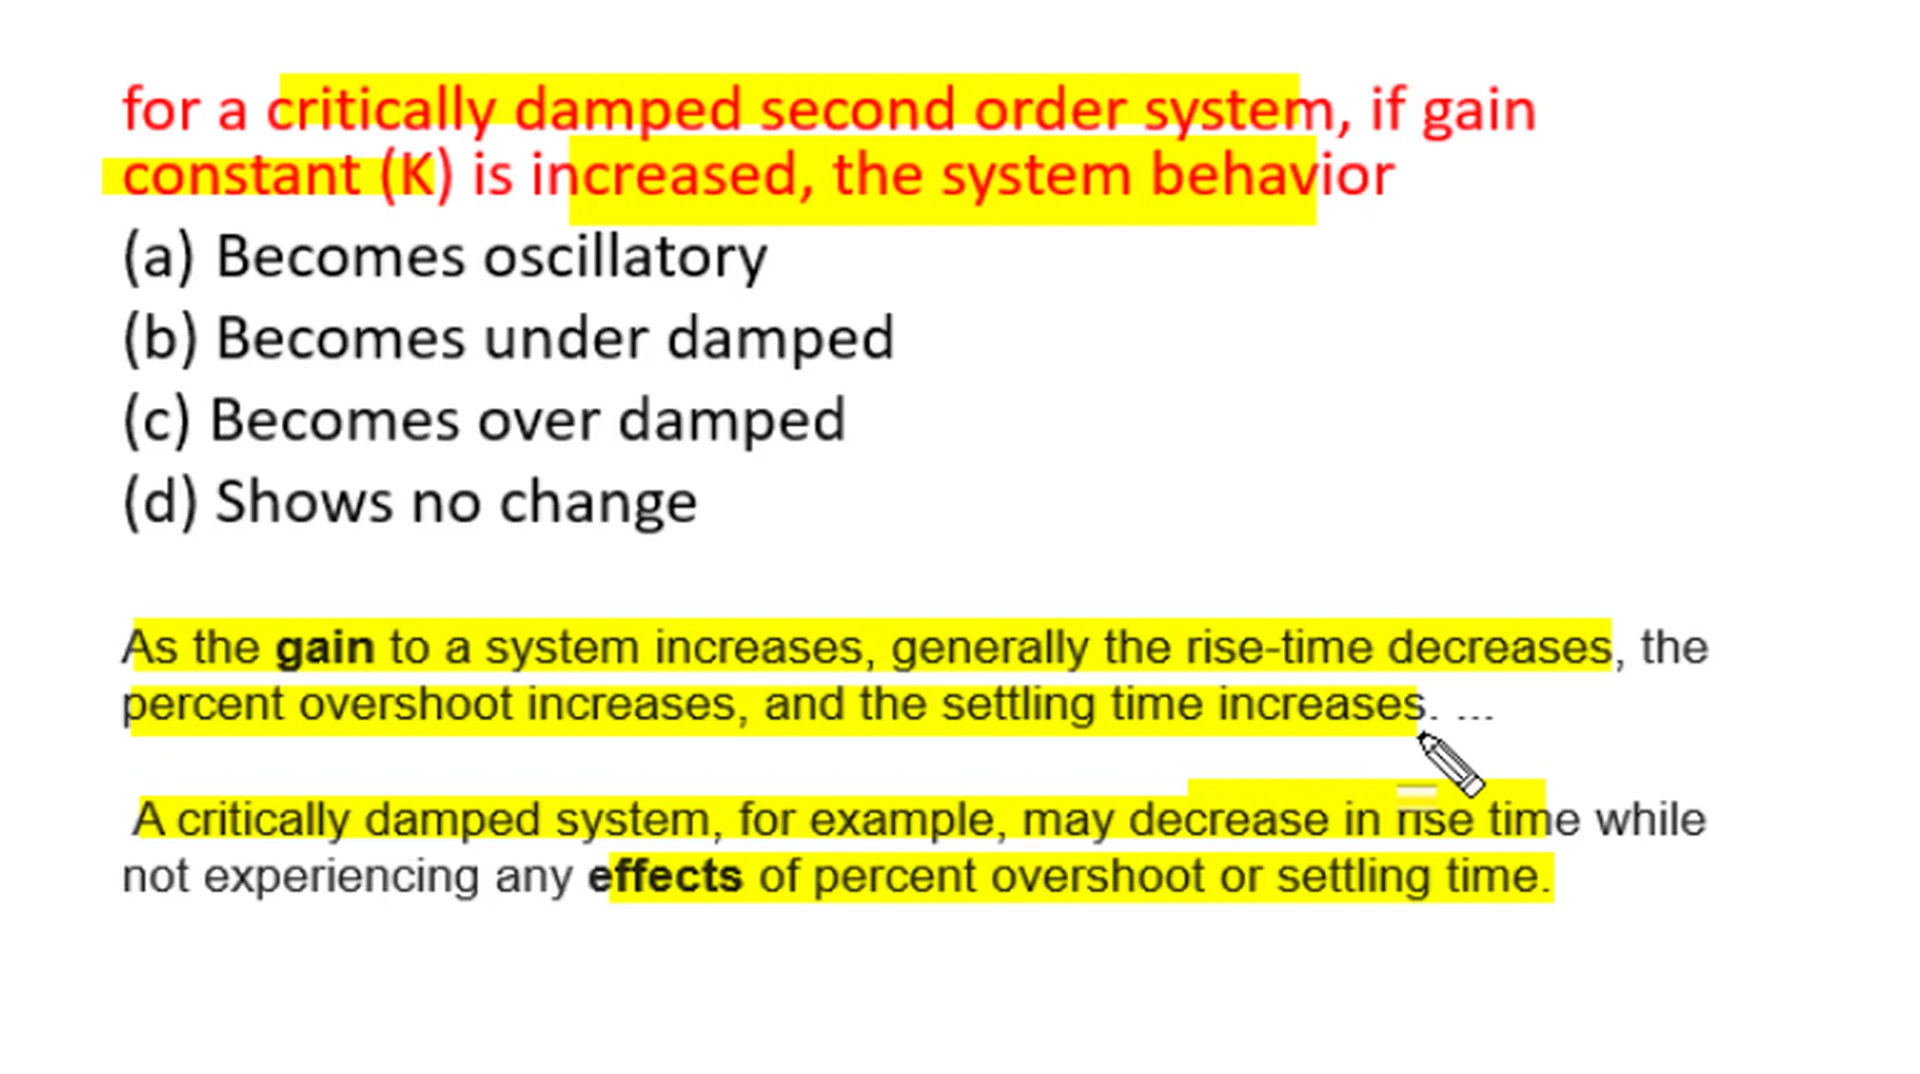 for a critically damped second order system, if gain
constant (K) is increased, the system behavior
(a) Becomes oscillatory
(b) Becomes under damped
(c) Becomes over damped
(d) Shows no change
As the gain to a system increases, generally the rise-time decreases, the
percent overshoot increases, and the settling time increases. ...
A critically damped system, for example, may decrease in rise time while
not experiencing any effects of percent overshoot or settling time.